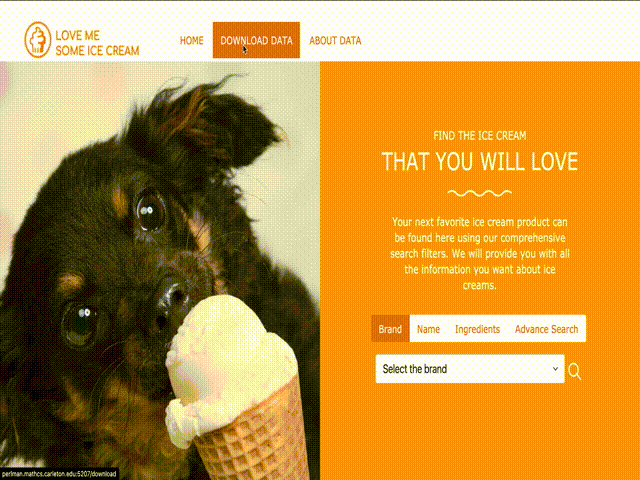 LOVE ME
SOME ICE CREAM
HOME DOWNLOAD DATA ABOUT DATA
FIND THE ICE CREAM
THAT YOU WILL LOVE
Your next favorite ice cream product can
be found here using our comprehensive
search filters. We will provide you with all
the information you want about ice
creams.
Brand Name Ingredients Advance Search
Select the brand
perlman.mathcs.carleton.edu:5207/download